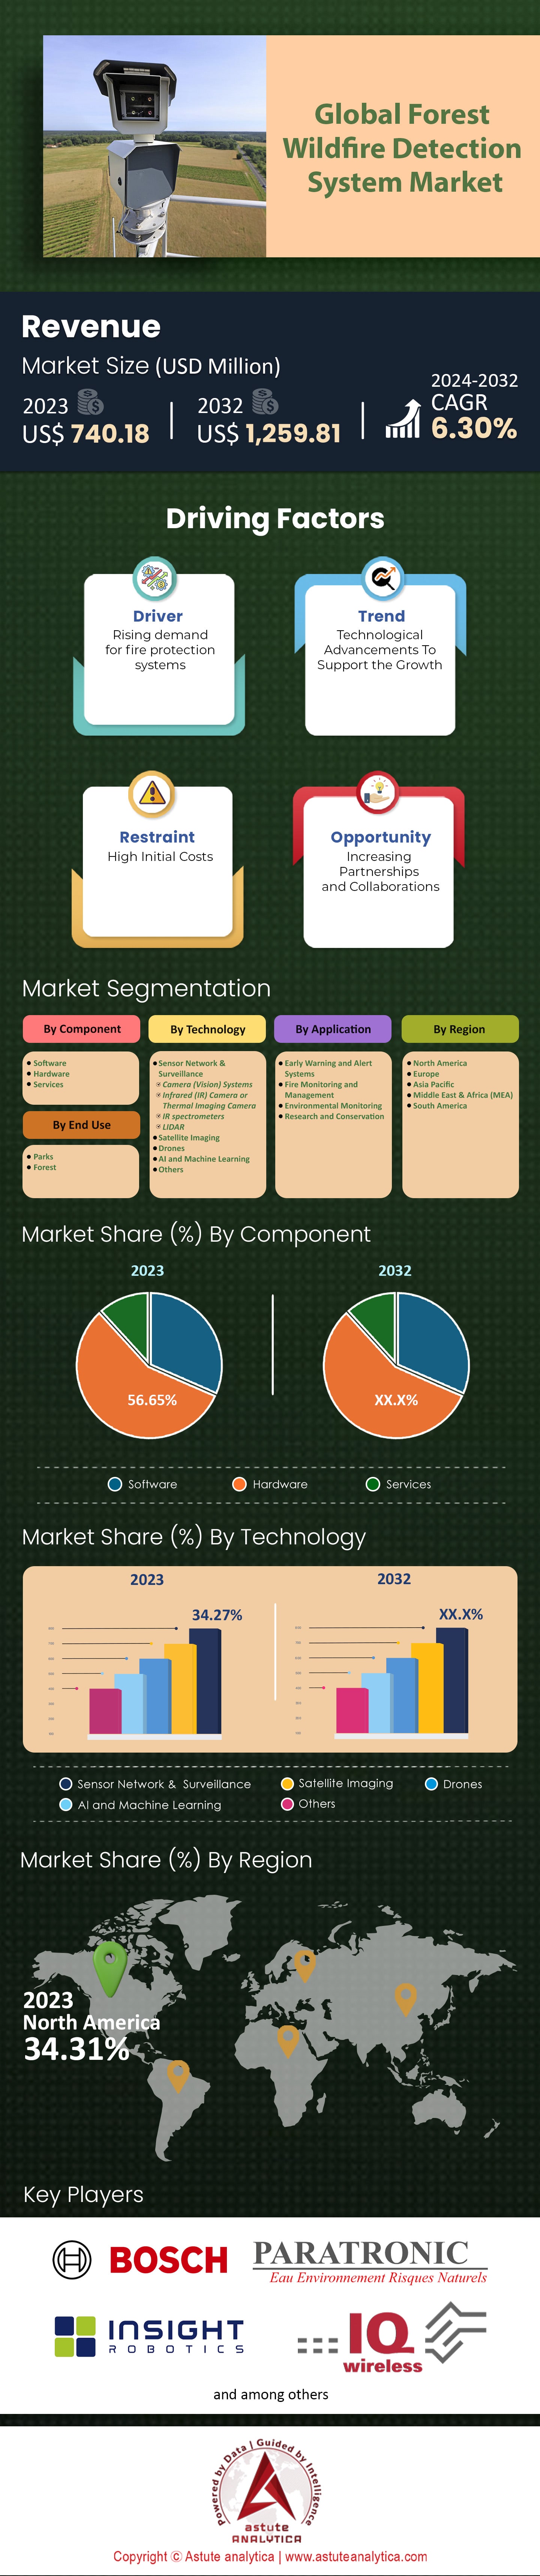 Global Forest
Wildfire Detection
System Market
Revenue
Market Size (USD Million)
2023
US$ 740.18
2032
US$ 1,259.81
2024-2032
CAGR
6.30%
Driving Factors
Driver
Rising demand
for fire protection
systems
Trend
Technological
Advancements To
Support the Growth
Restraint
High Initial Costs
Opportunity
Increasing
Partnerships
and Collaborations
Market Segmentation
By Component
Software
Hardware
Services
By End Use
Parks
Forest
By Technology
Sensor Network &
Surveillance
Camera (Vision) Systems
Infrared (IR) Camera or
Thermal Imaging Camera
IR spectrometers
LIDAR
Satellite Imaging
Drones
AI and Machine Learning
Others
By Application
Early Warning and Alert
Systems
Fire Monitoring and
Management
Environmental Monitoring
Research and Conservation
By Region
North America
Europe
Asia Pacific
Middle East & Africa (MEA)
South America
Market Share (%) By Component
2023
56.65%
2032
XX.X%
Software
Hardware
Services
Market Share (%) By Technology
2023
34.27%
2032
XX.X%
Sensor Network & Surveillance
Satellite Imaging
Drones
AI and Machine Learning
Others
Market Share (%) By Region
2023
North America
34.31%
Key Players
BOSCH
PARATRONIC
Eau Environnement Risques Naturels
INSIGHT
ROBOTICS
IQ
wireless
and among others
Powered by Data | Guided by Intelligence
astute
ANALYTICA
Copyright © Astute analytica | www.astuteanalytica.com